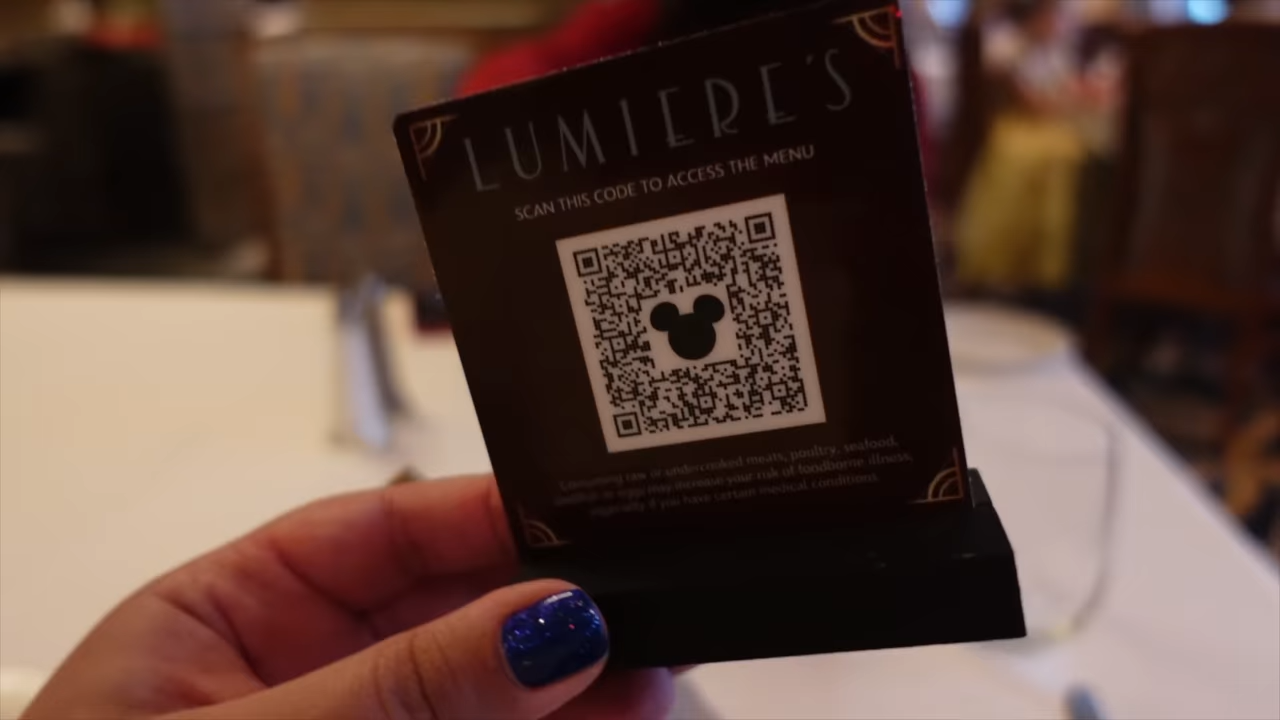 LUMIERE'S
SCAN THIS CODE TO ACCESS THE MENU
Consuming raw or undercooked meats, poultry, seafood,
shellfish or eggs may increase your risk of foodborne illness,
especially if you have certain medical conditions.